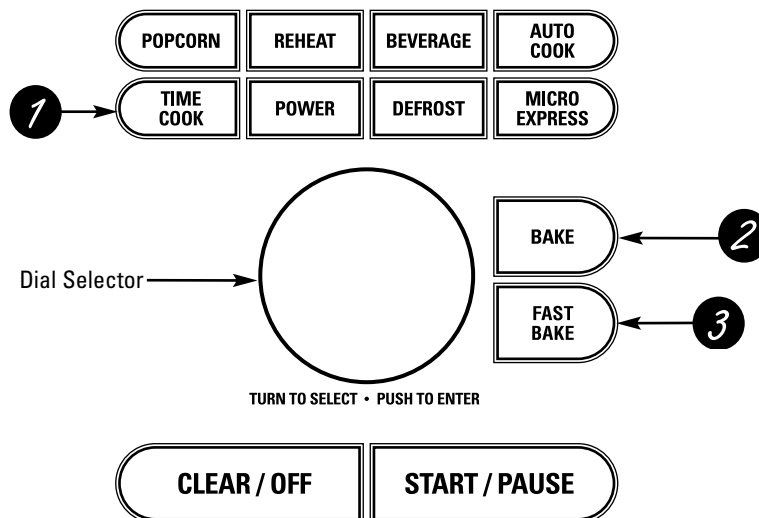 POPCORN REHEAT BEVERAGE AUTO COOK
1 TIME COOK POWER DEFROST MICRO EXPRESS
BAKE 2
Dial Selector
FAST BAKE 3
TURN TO SELECT • PUSH TO ENTER
CLEAR / OFF START / PAUSE